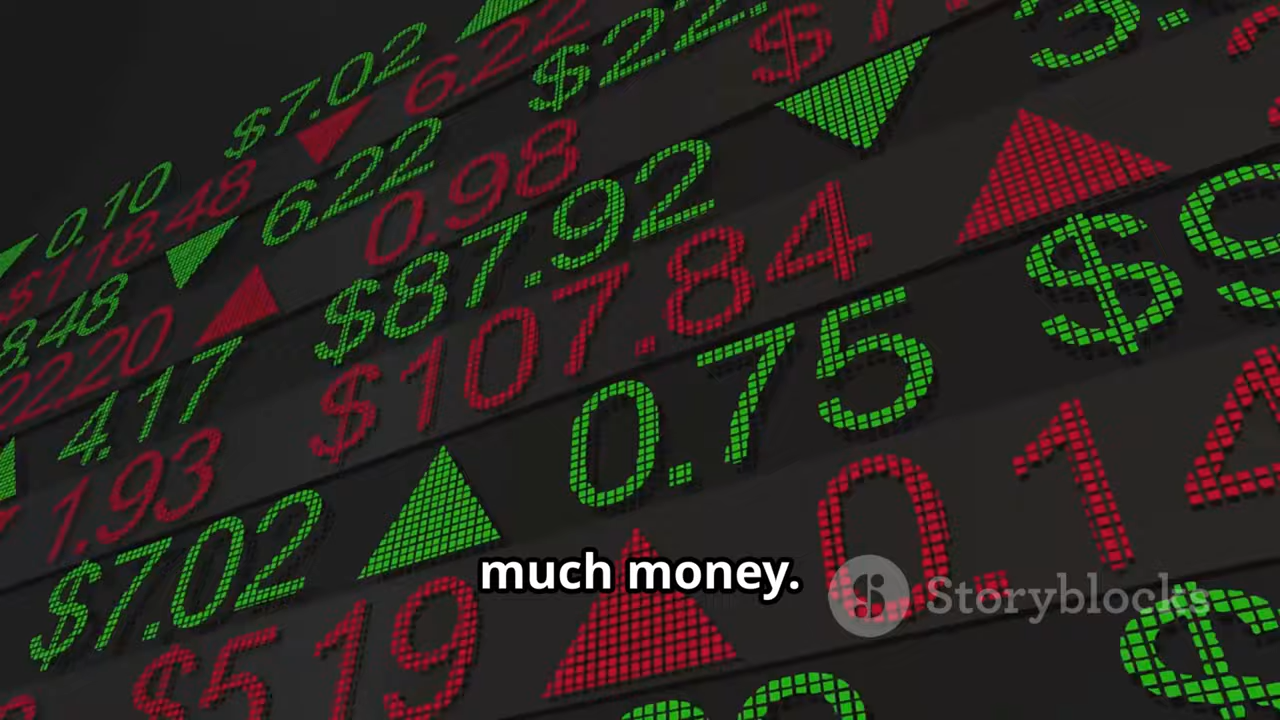 $7.02 6.22 $22
0.10
$118.48 6.22 0.98 $87.92
8.48
2220 $107.84
4.17 0.75
1.93 0.14
$7.02
$519
much money.
Storyblocks